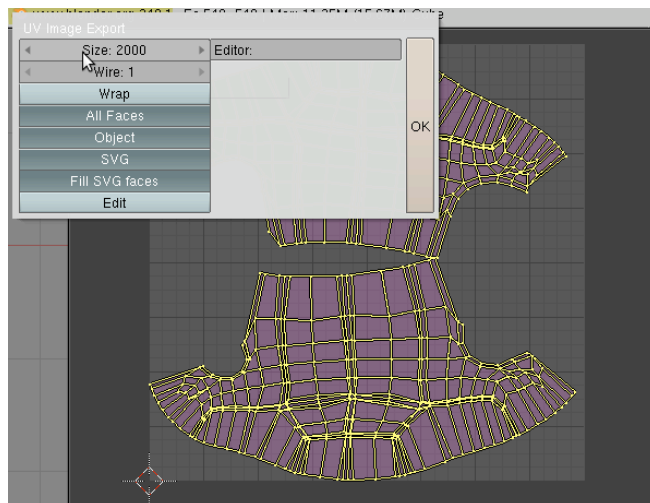 UV Image Export
Size: 2000
Editor:
Wire: 1
Wrap
All Faces
OK
Object
SVG
Fill SVG faces
Edit